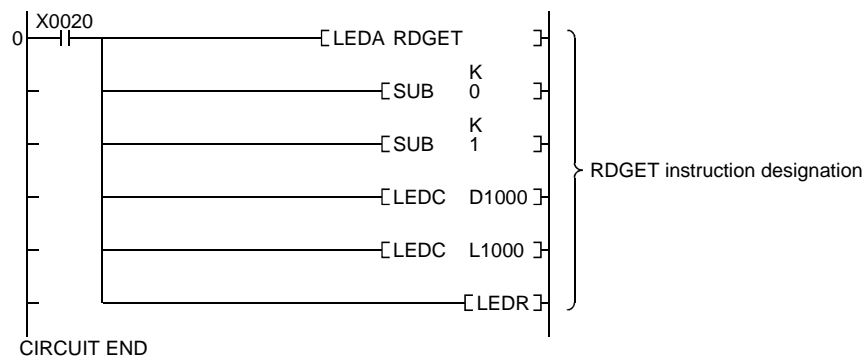 X0020
0 LEDA RDGET
K
SUB 0
K
SUB 1
RDGET instruction designation
LEDC D1000
LEDC L1000
LEDR
CIRCUIT END